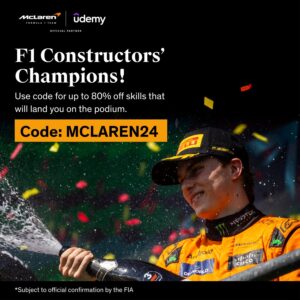 McLaren
FORMULA 1 TEAM
udemy
OFFICIAL PARTNER
F1 Constructors’
Champions!
Use code for up to 80% off skills that
will land you on the podium.
Code: MCLAREN24
*Subject to official confirmation by the FIA